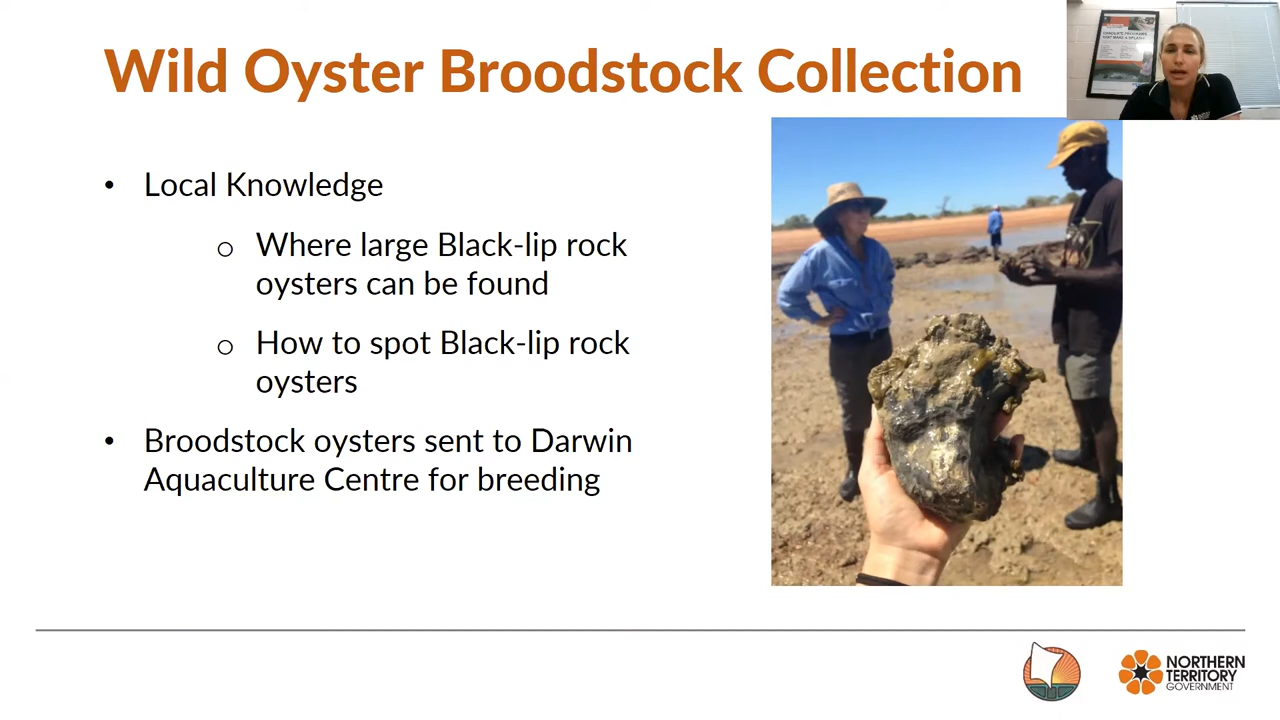 Wild Oyster Broodstock Collection
• Local Knowledge
o Where large Black-lip rock
oysters can be found
o How to spot Black-lip rock
oysters
• Broodstock oysters sent to Darwin
Aquaculture Centre for breeding
NORTHERN
TERRITORY
GOVERNMENT